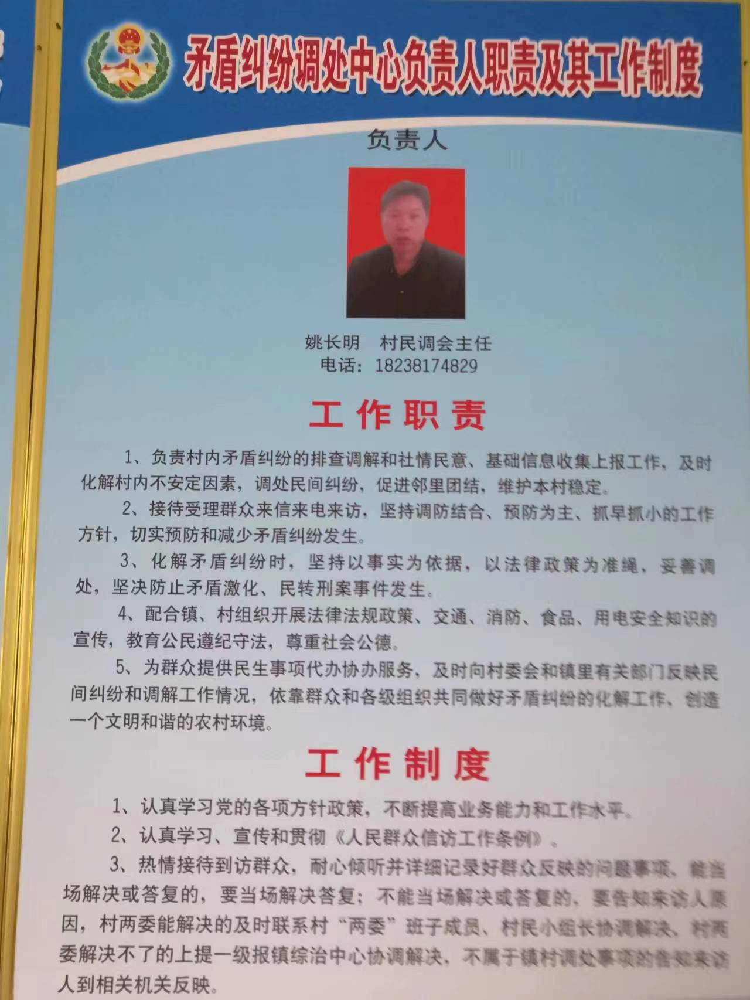 矛盾纠纷调处中心负责人职责及其工作制度
负责人
姚长明　村民调会主任
电话：18238174829
工作职责
1、负责村内矛盾纠纷的排查调解和社情民意、基础信息收集上报工作，及时
化解村内不安定因素，调处民间纠纷，促进邻里团结，维护本村稳定。
2、接待受理群众来信来电来访，坚持调防结合、预防为主、抓早抓小的工作
方针，切实预防和减少矛盾纠纷发生。
3、化解矛盾纠纷时，坚持以事实为依据，以法律政策为准绳，妥善调
处，坚决防止矛盾激化、民转刑案事件发生。
4、配合镇、村组织开展法律法规政策、交通、消防、食品、用电安全知识的
宣传，教育公民遵纪守法，尊重社会公德。
5、为群众提供民生事项代办协办服务，及时向村委会和镇里有关部门反映民
间纠纷和调解工作情况，依靠群众和各级组织共同做好矛盾纠纷的化解工作、创造
一个文明和谐的农村环境。
工作制度
1、认真学习党的各项方针政策，不断提高业务能力和工作水平。
2、认真学习、宣传和贯彻《人民群众信访工作条例》。
3、热情接待到访群众，耐心倾听并详细记录好群众反映的问题事项、能当
场解决或答复的，要当场解决答复；不能当场解决或答复的，要告知来访人原
因，村两委能解决的及时联系村“两委”班子成员、村民小组长协调解决，村两
委解决不了的上提一级报镇综治中心协调解决，不属于镇村调处事项的告知来访
人到相关机关反映。